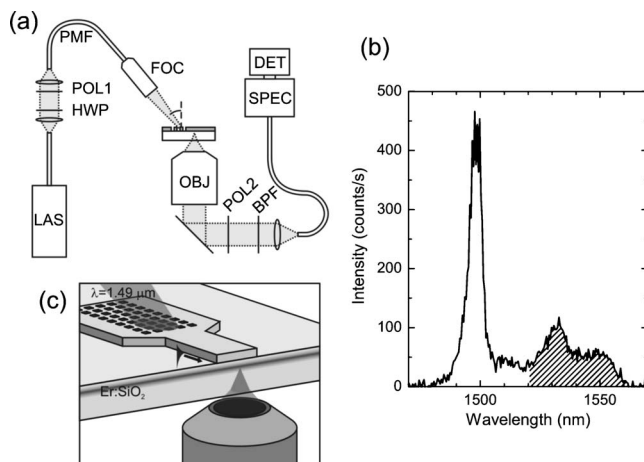 (a)
PMF
FOC
POL1
HWP
LAS
OBJ
POL2
BPF
DET
SPEC
(b)
500
400
300
200
100
0
Intensity (counts/s)
1500
1550
Wavelength (nm)
(c)
λ=1.49 μm
Er:SiO₂